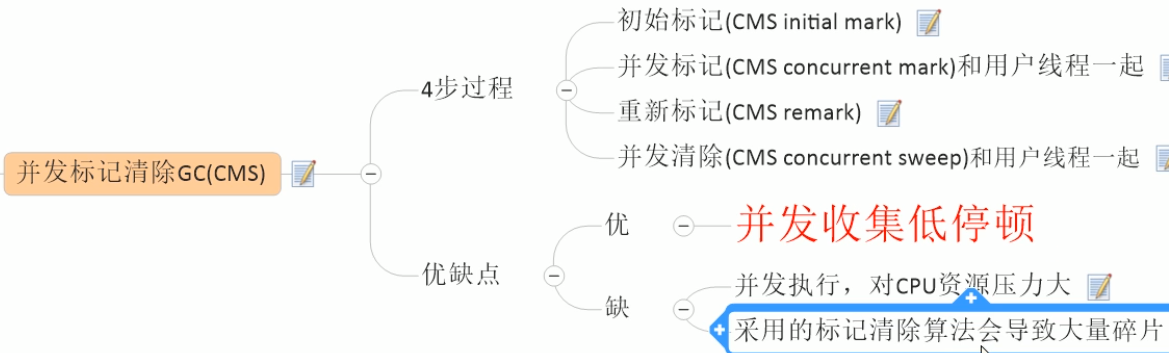 并发标记清除GC(CMS)
4步过程
初始标记(CMS initial mark)
并发标记(CMS concurrent mark)和用户线程一起
重新标记(CMS remark)
并发清除(CMS concurrent sweep)和用户线程一起
优缺点
优
并发收集低停顿
缺
并发执行，对CPU资源压力大
采用的标记清除算法会导致大量碎片